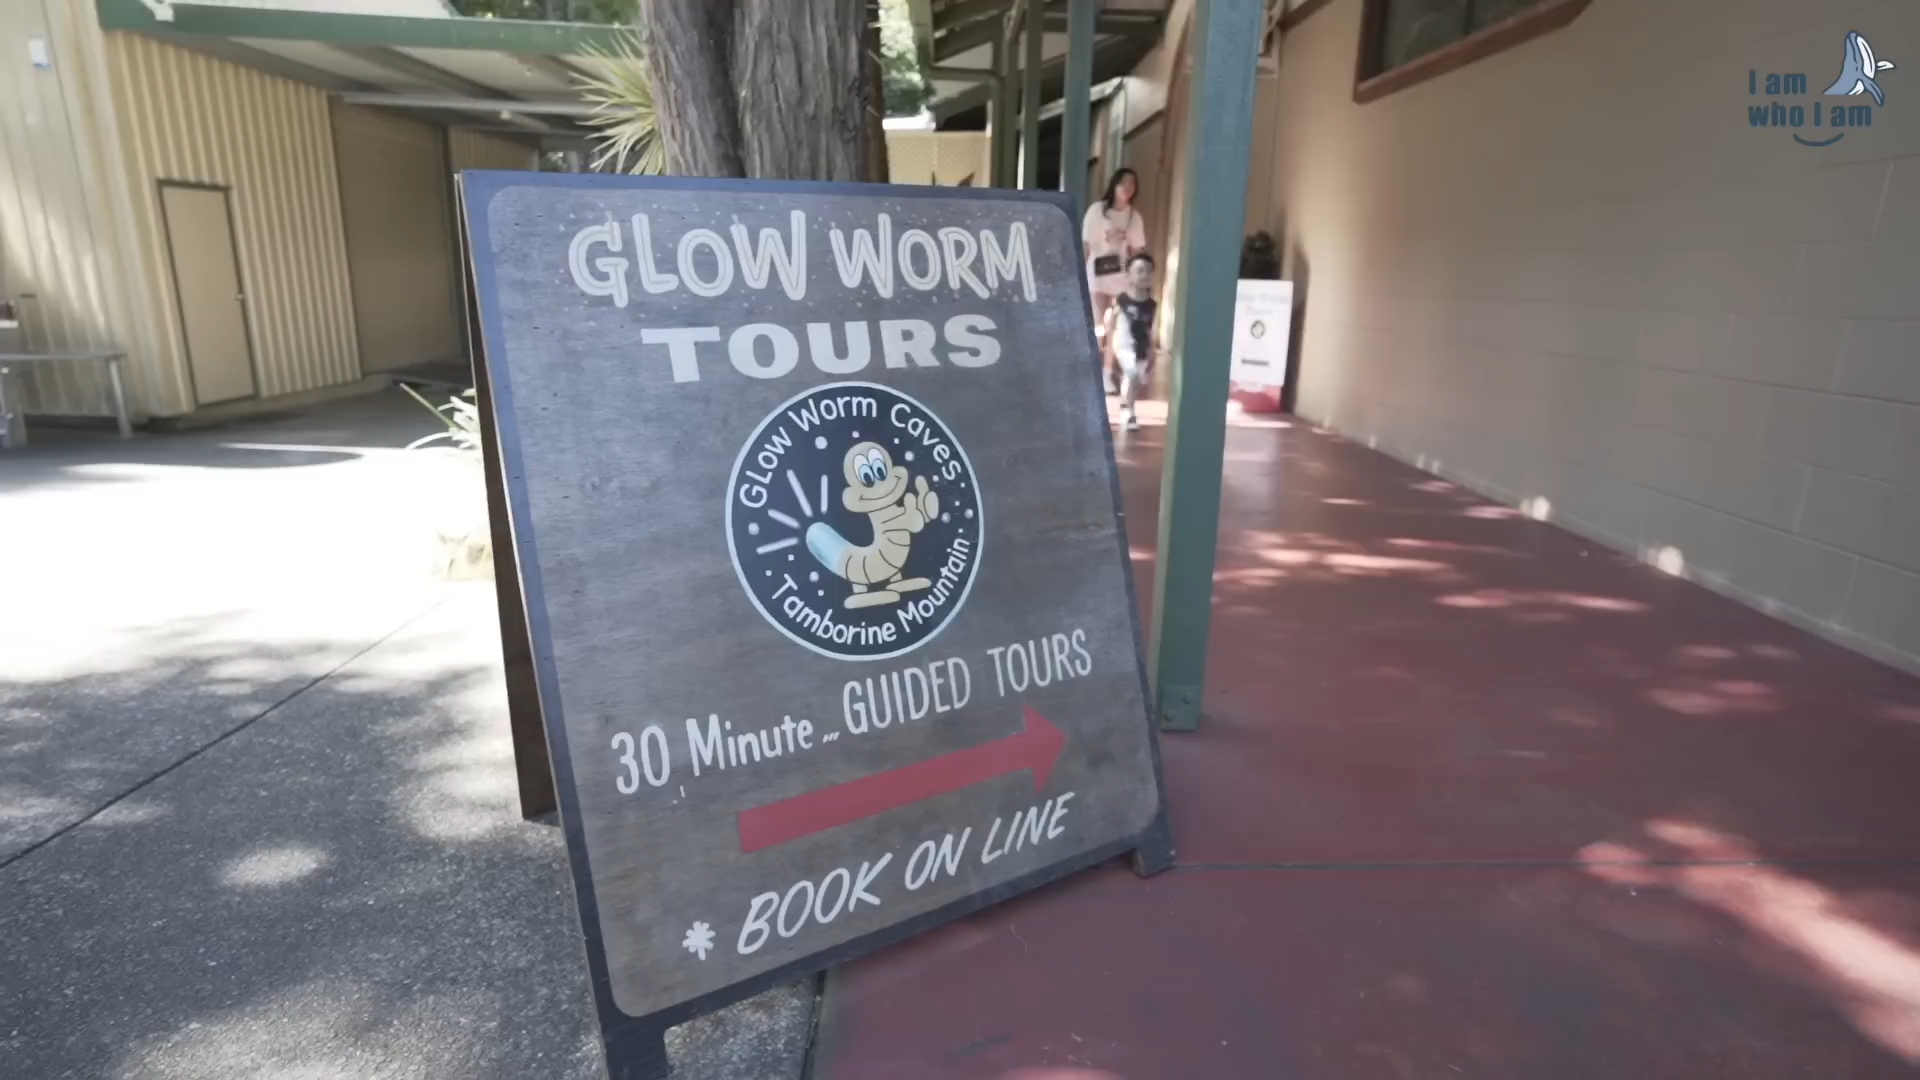 GLOW WORM
TOURS
GLOW WORM CAVES
Tamborine Mountain
30 Minute... GUIDED TOURS
* BOOK ON LINE
I am
who I am